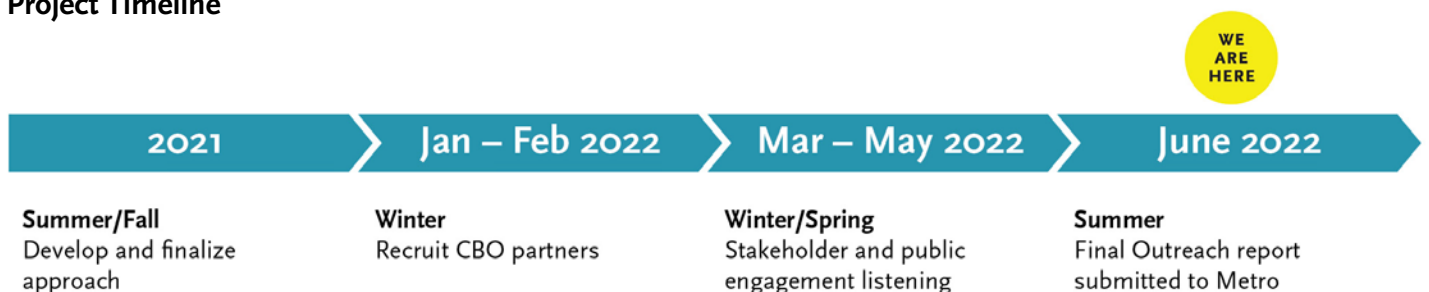 Project Timeline
WE
ARE
HERE
2021
Jan – Feb 2022
Mar – May 2022
June 2022
Summer/Fall
Develop and finalize
approach
Winter
Recruit CBO partners
Winter/Spring
Stakeholder and public
engagement listening
Summer
Final Outreach report
submitted to Metro